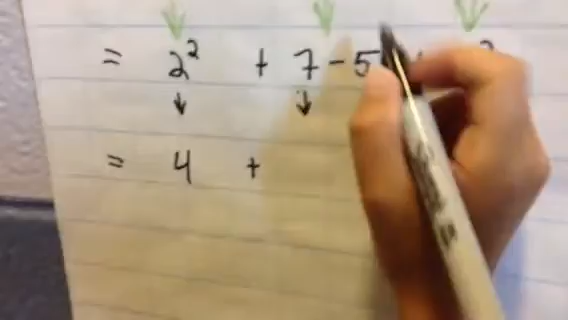 = 2² + 7 - 5
= 4 +